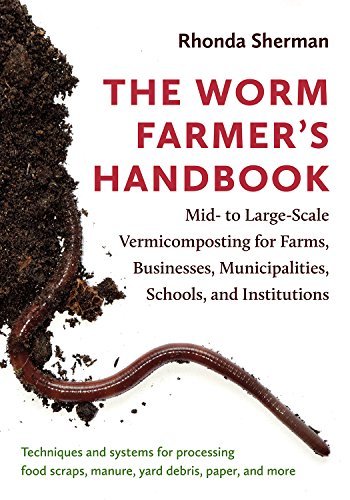 Rhonda Sherman
THE WORM
FARMER'S
HANDBOOK
Mid- to Large-Scale
Vermicomposting for Farms,
Businesses, Municipalities,
Schools, and Institutions
Techniques and systems for processing
food scraps, manure, yard debris, paper, and more